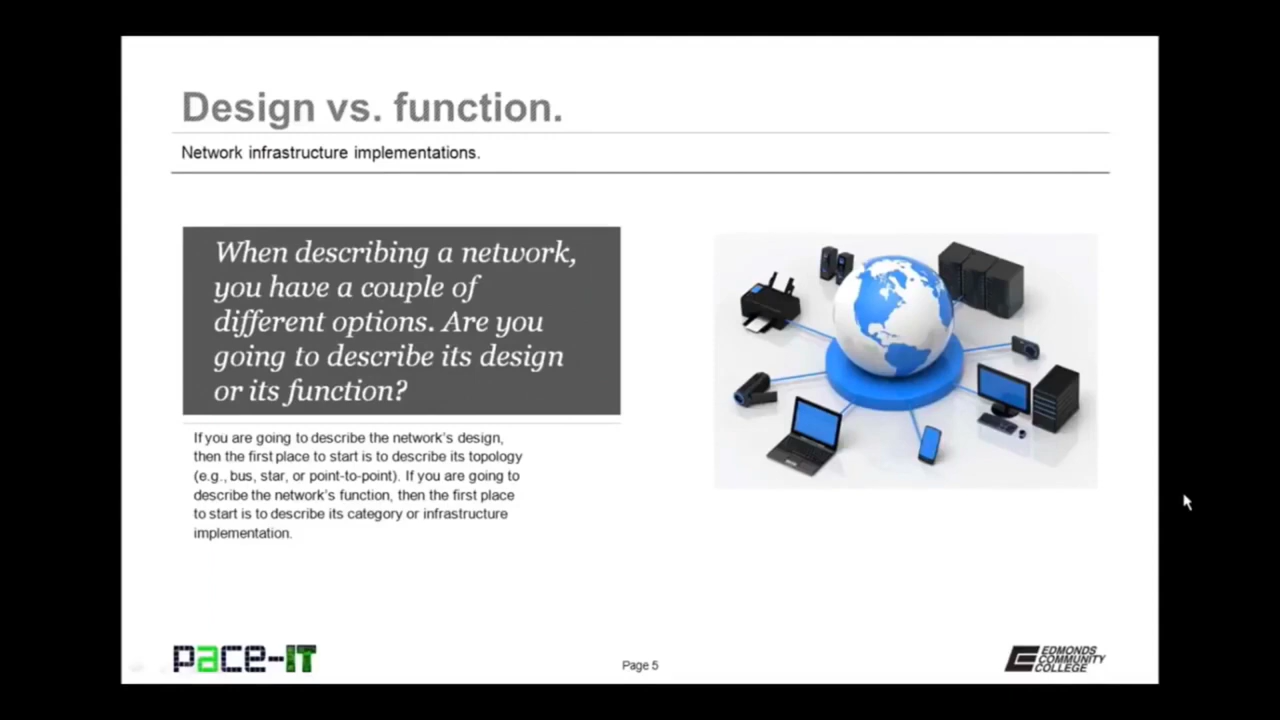 Design vs. function.
Network infrastructure implementations.
When describing a network,
you have a couple of
different options. Are you
going to describe its design
or its function?
If you are going to describe the network's design,
then the first place to start is to describe its topology
(e.g., bus, star, or point-to-point). If you are going to
describe the network's function, then the first place
to start is to describe its category or infrastructure
implementation.
pace-IT
Page 5
EDMONDS
COMMUNITY
COLLEGE